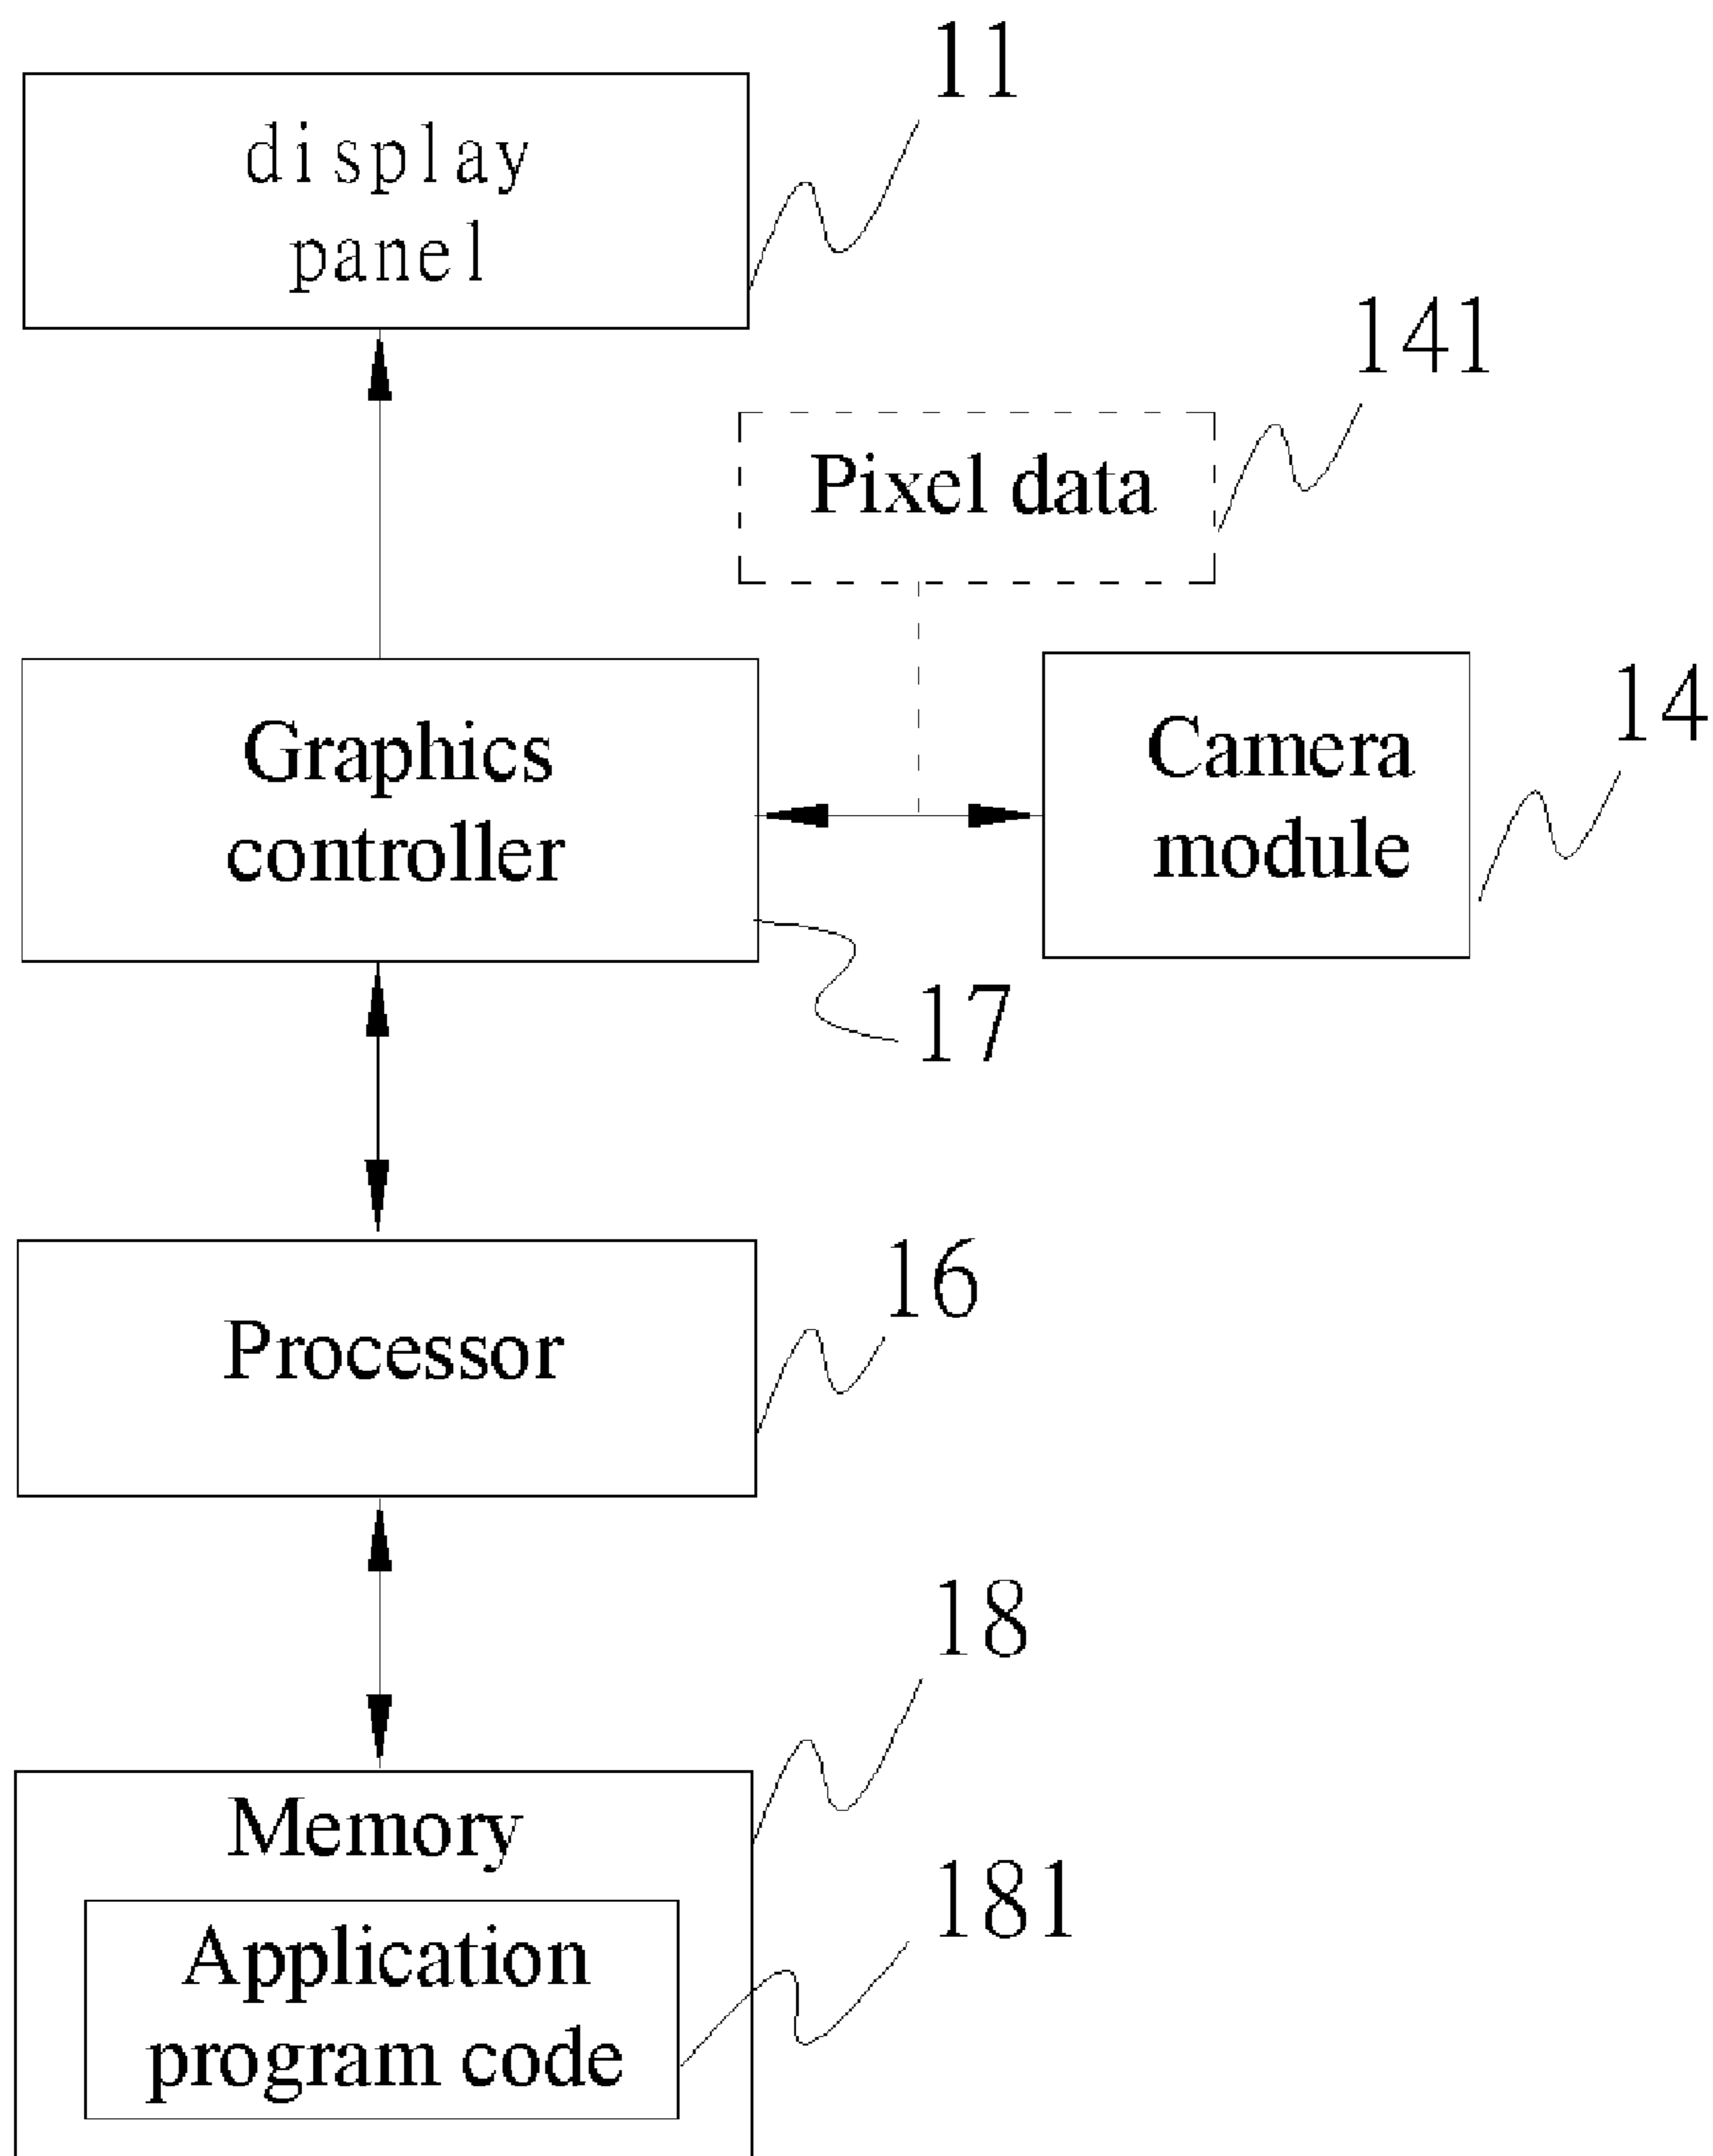 11
display
panel
141
Pixel data
14
Graphics
controller
Camera
module
17
16
Processor
18
Memory
181
Application
program code